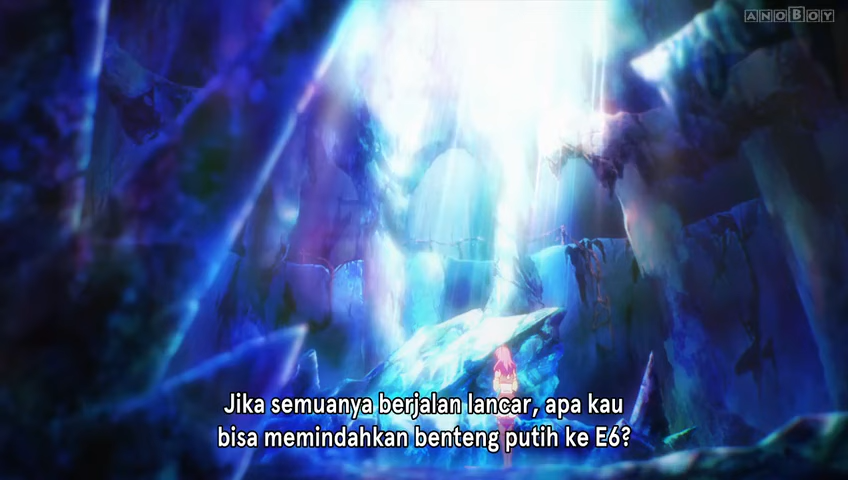 ANOBOY
Jika semuanya berjalan lancar, apa kau
bisa memindahkan benteng putih ke E6?